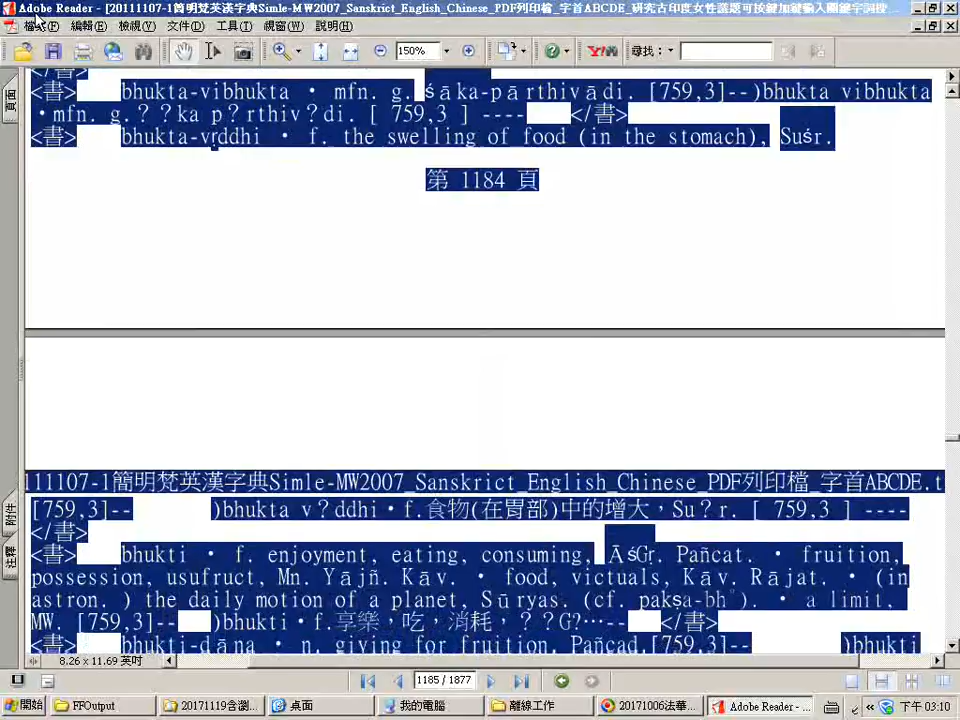 Adobe Reader - [20111107-1簡明梵英漢字典Simle-MW2007_Sanskrict_English_Chinese_PDF列印檔_字首ABCDE_研究古印度女性議題可按鍵加鍵輸入關鍵字詞搜
檔案(F) 編輯(E) 檢視(V) 文件(D) 工具(T) 視窗(W) 說明(H)
150% Y! 尋找：
頁面
</書>
<書> bhukta-vibhukta • mfn. g. śāka-pārthivādi. [759,3]--)bhukta vibhukta
•mfn. g.??ka p?rthiv?di. [ 759,3 ] ---- </書>
<書> bhukta-vṛddhi • f. the swelling of food (in the stomach), Suśr.
第 1184 頁
111107-1簡明梵英漢字典Simle-MW2007_Sanskrict_English_Chinese_PDF列印檔_字首ABCDE.t
[759,3]-- )bhukta v?ddhi•f.食物(在胃部)中的增大，Su?r. [ 759,3 ] ----
</書>
<書> bhukti • f. enjoyment, eating, consuming, ĀśGṛ. Pañcat. • fruition,
possession, usufruct, Mn. Yājñ. Kāv. • food, victuals, Kāv. Rājat. • (in
astron. ) the daily motion of a planet, Sūryas. (cf. pakṣa-bh°). • a limit,
MW. [759,3]-- )bhukti•f.享樂，吃，消耗，??G?…-- </書>
<書> bhukti-dāna • n. giving for fruition, Pañcad.[759,3]-- )bhukti
附件
注釋
8.26 x 11.69 英吋
1185 / 1877
開始 FFOutput 20171119含瀏... 桌面 我的電腦 離線工作 20171006法華... Adobe Reader - [... 下午 03:10